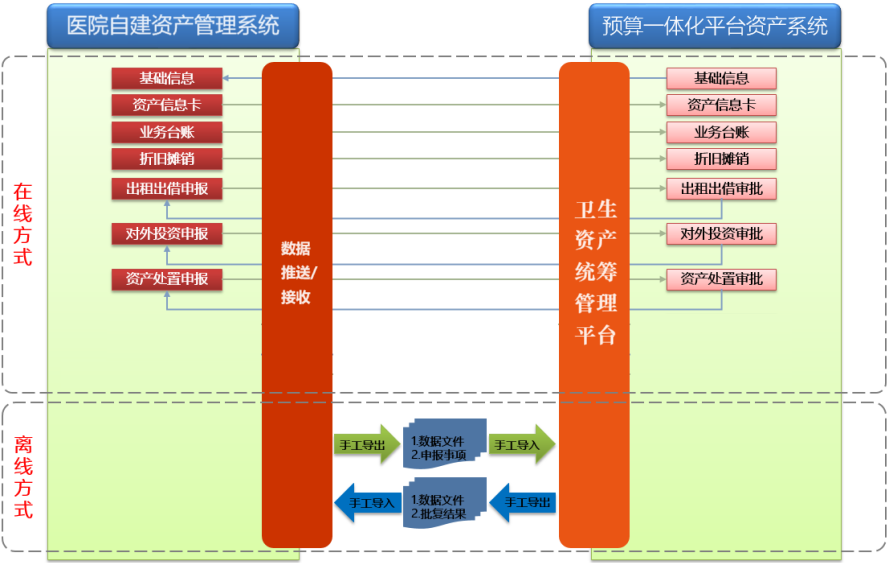 医院自建资产管理系统
预算一体化平台资产系统
在线方式
基础信息
基础信息
资产信息卡
资产信息卡
业务台账
业务台账
折旧摊销
折旧摊销
出租出借申报
出租出借审批
对外投资申报
对外投资审批
资产处置申报
资产处置审批
数据
推送/
接收
卫生
资产
统筹
管理
平台
离线方式
手工导出
1.数据文件
2.申报事项
手工导入
手工导入
1.数据文件
2.批复结果
手工导出